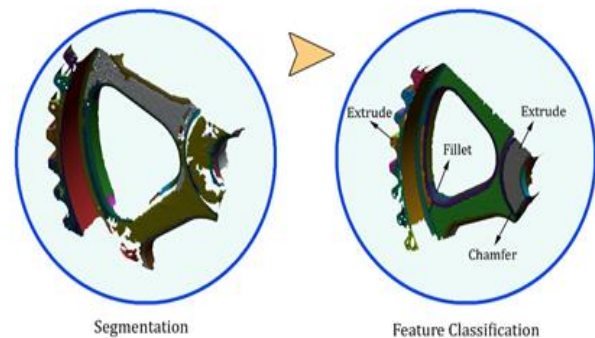 Extrude
Extrude
Fillet
Chamfer
Segmentation
Feature Classification